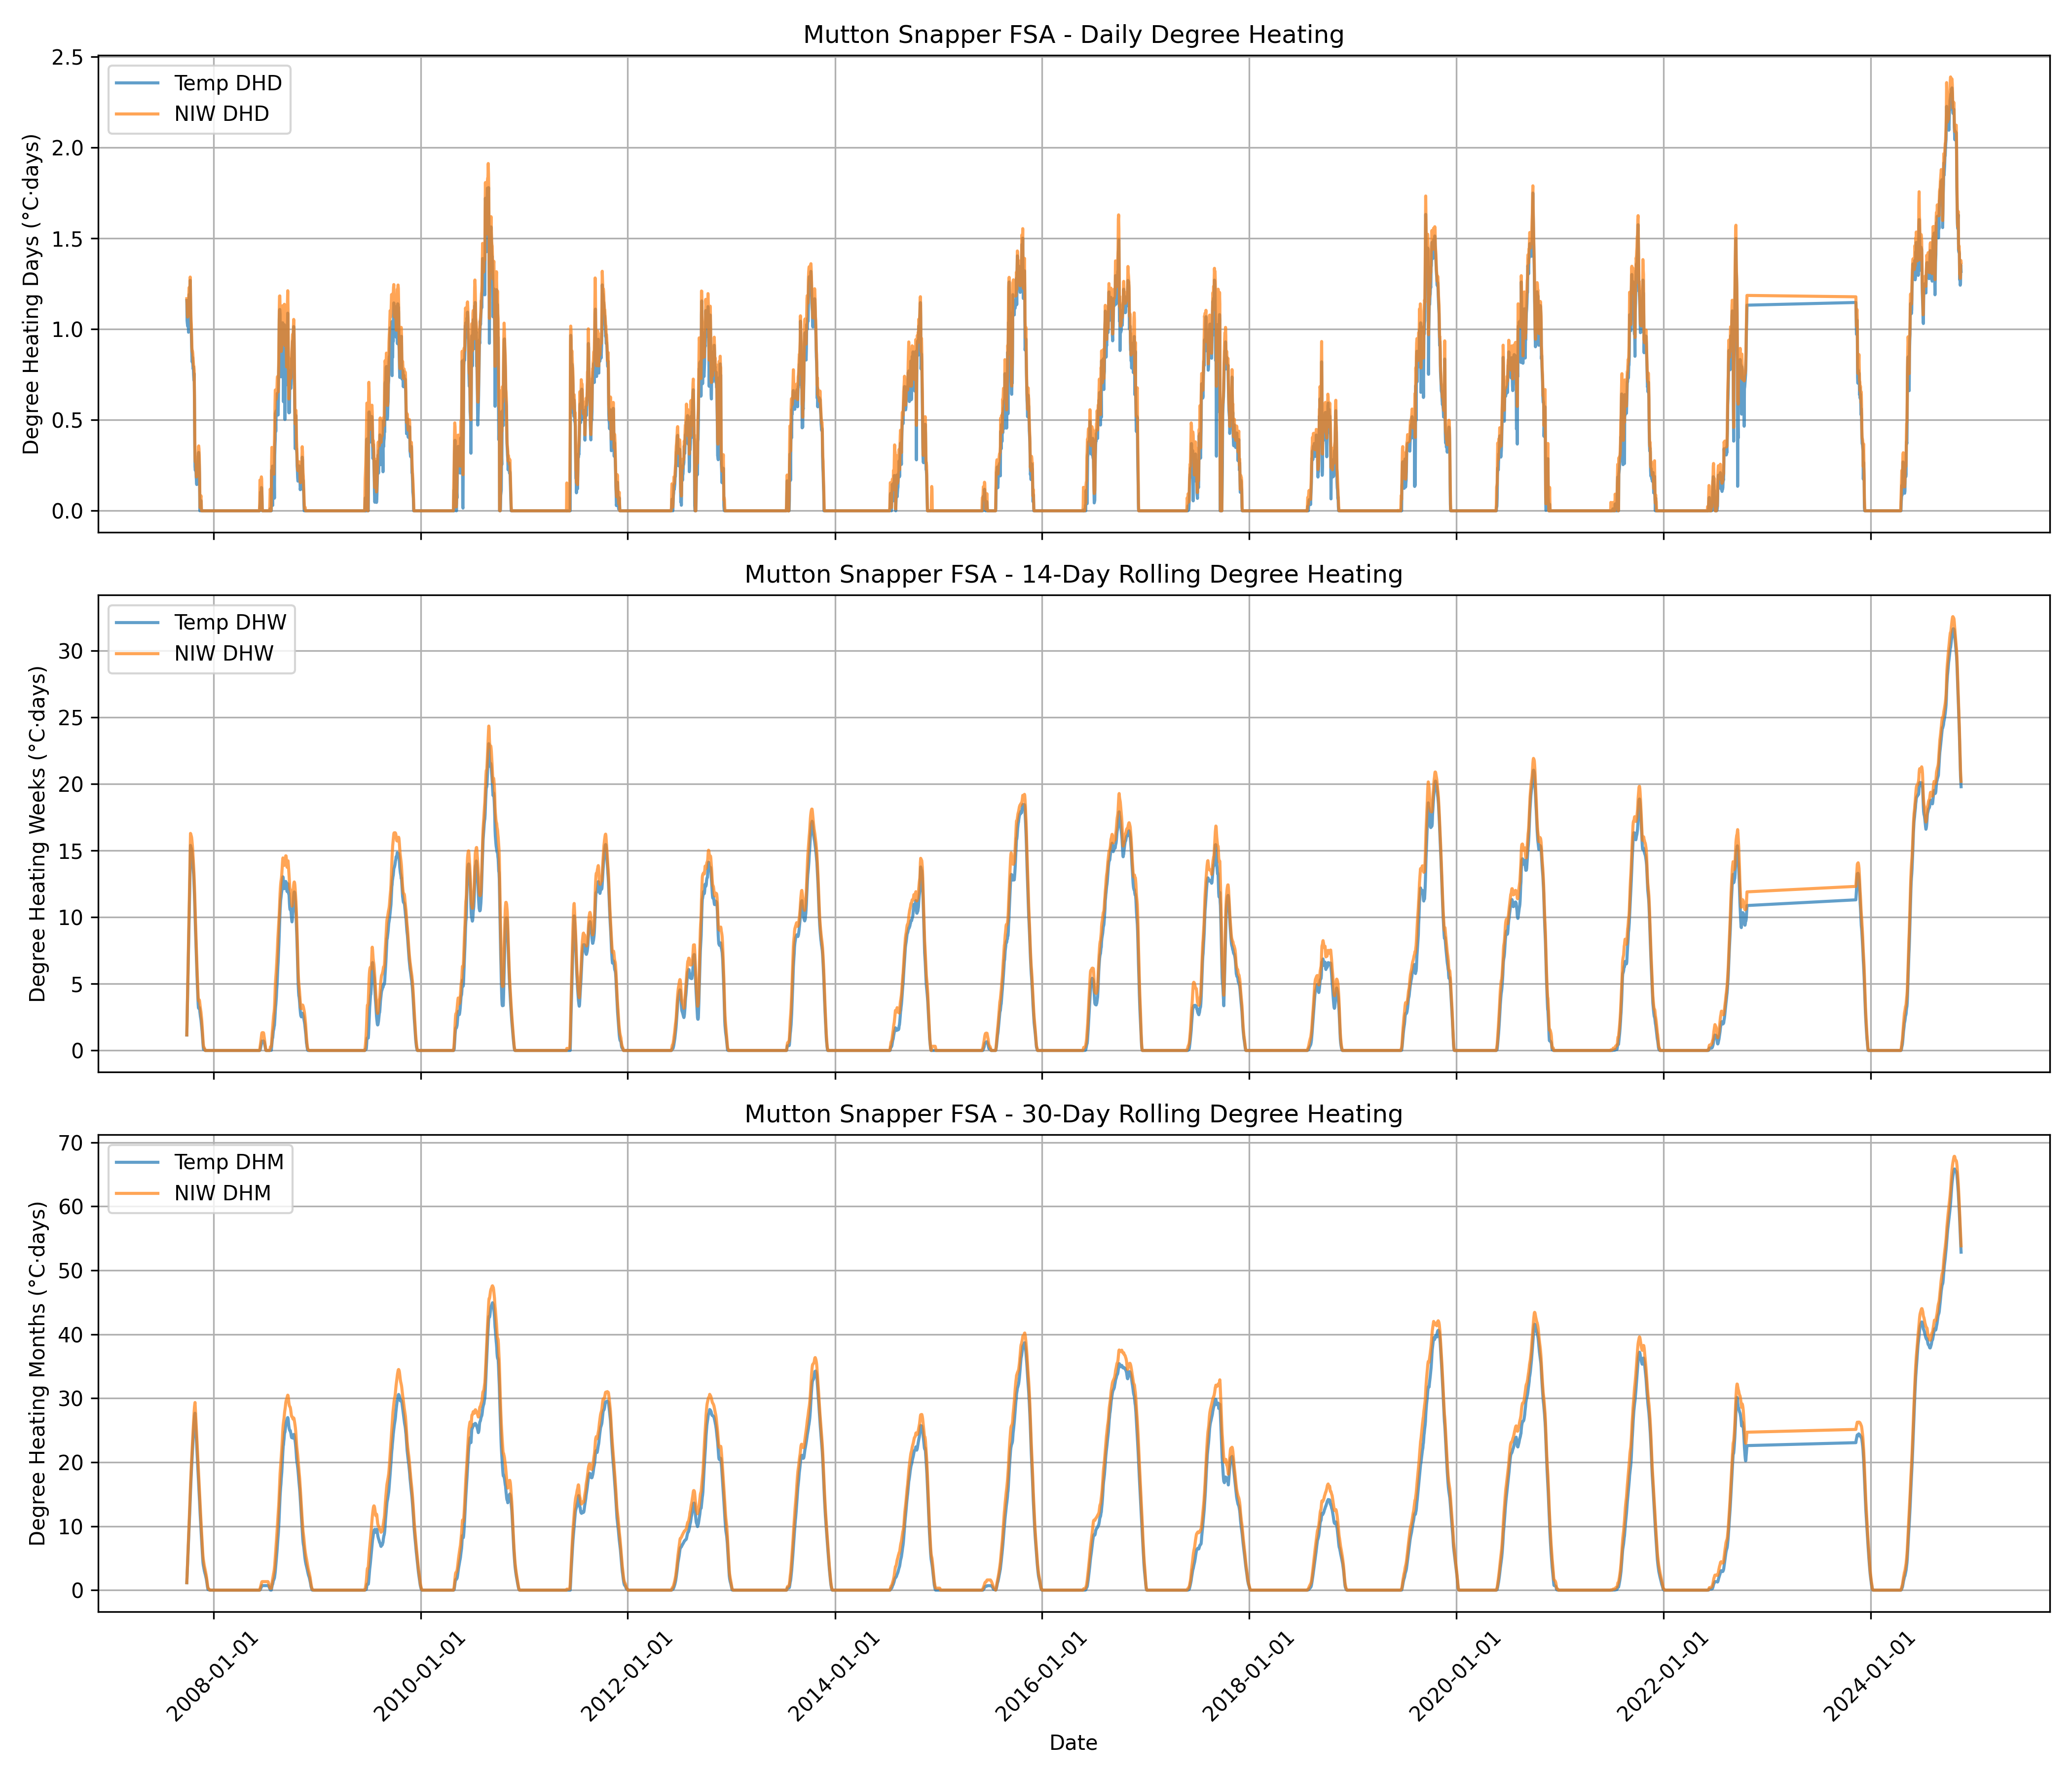 Mutton Snapper FSA - Daily Degree Heating
Degree Heating Days (°C·days)
2.5
2.0
1.5
1.0
0.5
0.0
Temp DHD
NIW DHD
Mutton Snapper FSA - 14-Day Rolling Degree Heating
Degree Heating Weeks (°C·days)
30
25
20
15
10
5
0
Temp DHW
NIW DHW
Mutton Snapper FSA - 30-Day Rolling Degree Heating
Degree Heating Months (°C·days)
70
60
50
40
30
20
10
0
Temp DHM
NIW DHM
2008-01-01
2010-01-01
2012-01-01
2014-01-01
2016-01-01
2018-01-01
2020-01-01
2022-01-01
2024-01-01
Date